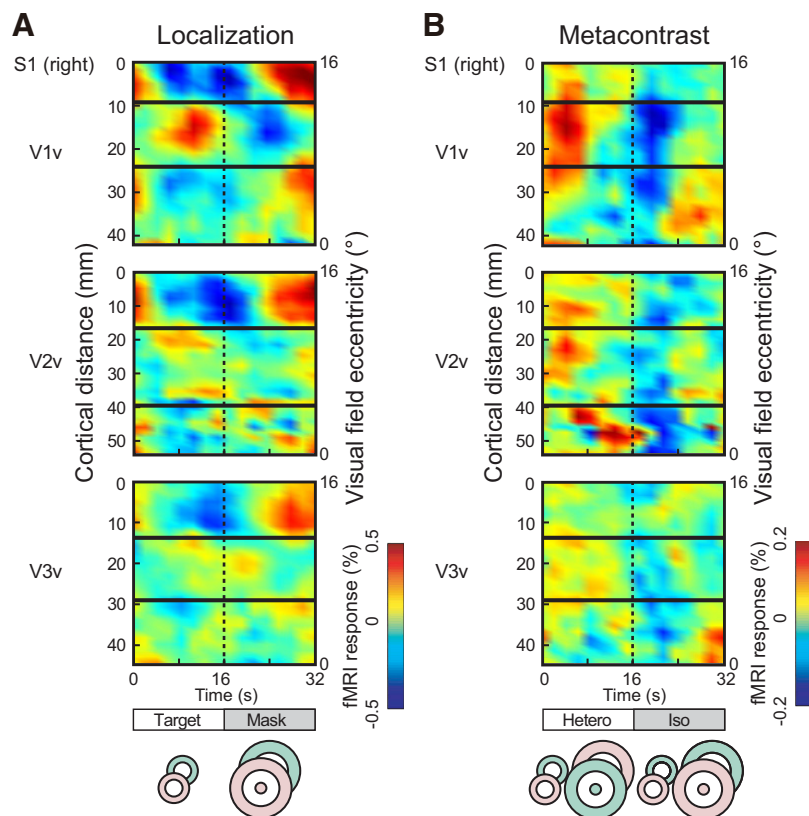 A
Localization
S1 (right)
0
10
20
30
40
16
0
V1v
0
10
20
30
40
50
16
0
V2v
0
10
20
30
40
16
0
V3v
Cortical distance (mm)
Visual field eccentricity (°)
0
16
32
Time (s)
Target
Mask
0.5
0
-0.5
fMRI response (%)
B
Metacontrast
S1 (right)
0
10
20
30
40
16
0
V1v
0
10
20
30
40
50
16
0
V2v
0
10
20
30
40
16
0
V3v
Cortical distance (mm)
Visual field eccentricity (°)
0
16
32
Time (s)
Hetero
Iso
0.2
0
-0.2
fMRI response (%)